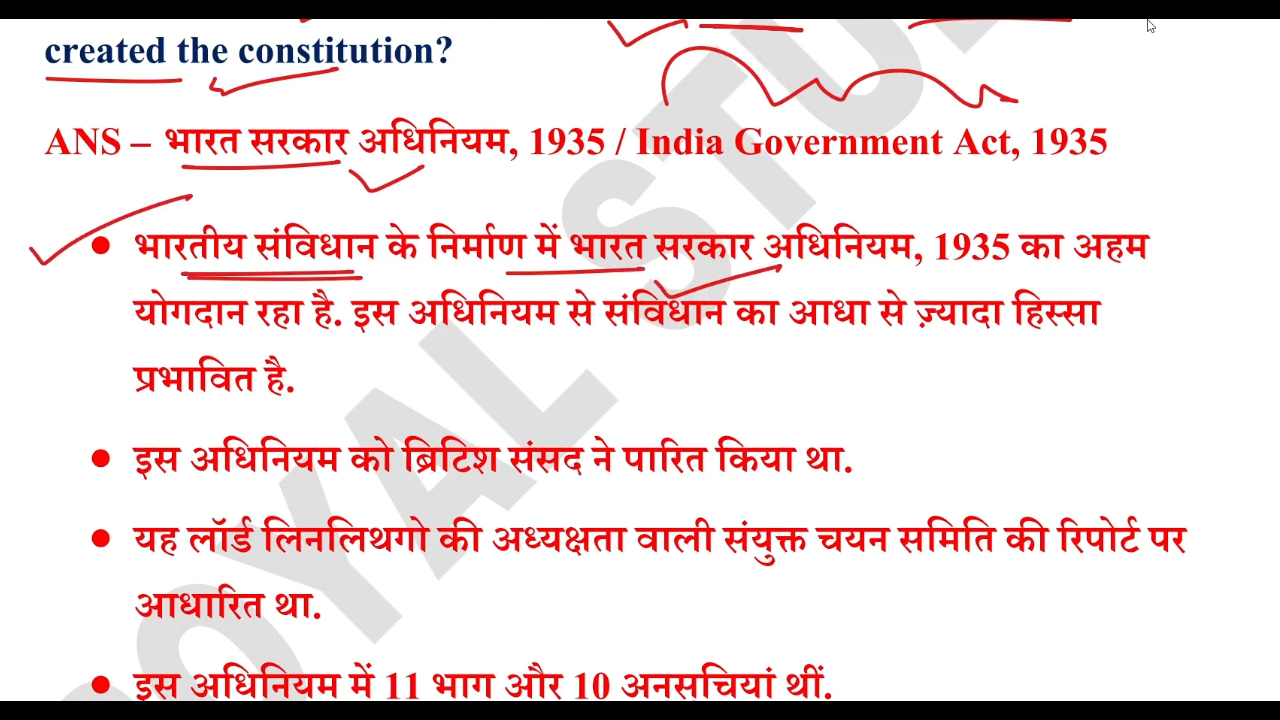 created the constitution?
ANS – भारत सरकार अधिनियम, 1935 / India Government Act, 1935
● भारतीय संविधान के निर्माण में भारत सरकार अधिनियम, 1935 का अहम
योगदान रहा है. इस अधिनियम से संविधान का आधा से ज़्यादा हिस्सा
प्रभावित है.
● इस अधिनियम को ब्रिटिश संसद ने पारित किया था.
● यह लॉर्ड लिनलिथगो की अध्यक्षता वाली संयुक्त चयन समिति की रिपोर्ट पर
आधारित था.
● इस अधिनियम में 11 भाग और 10 अनुसूचियां थीं.